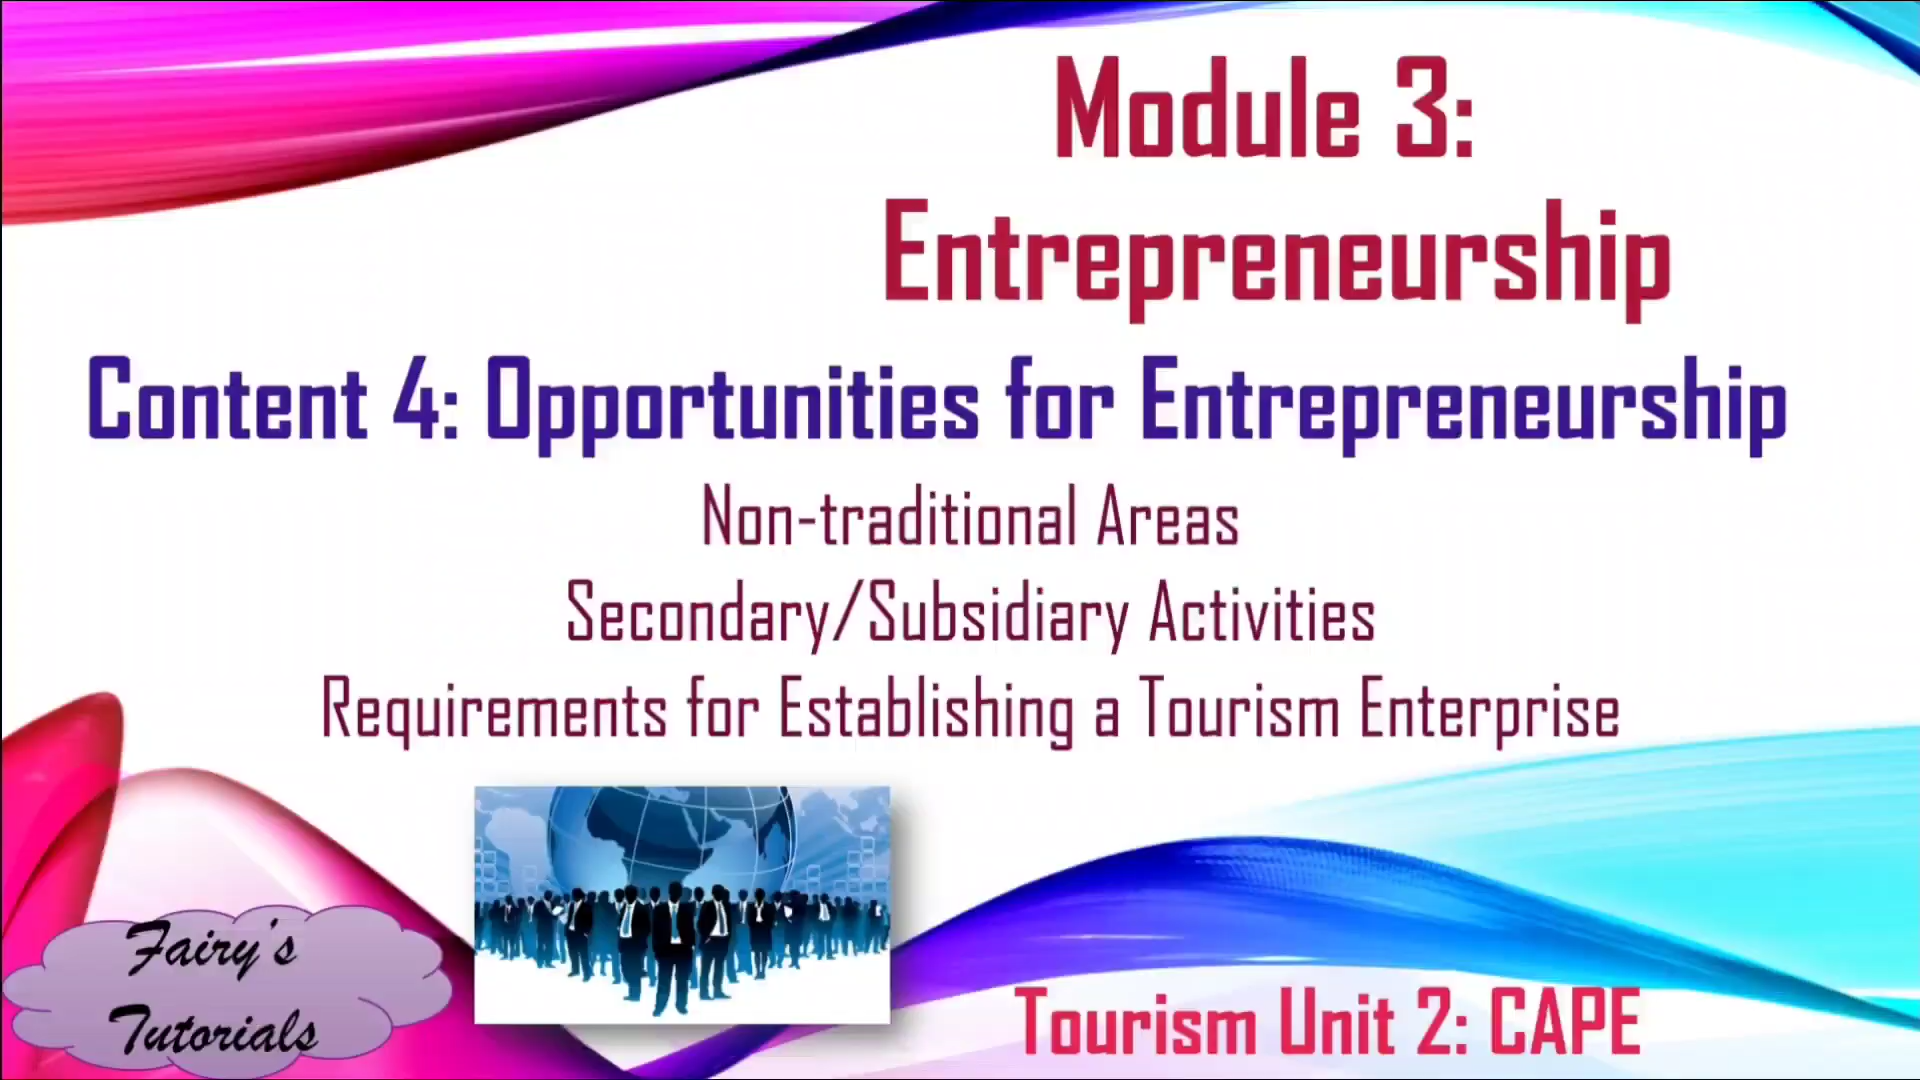 Module 3:
Entrepreneurship
Content 4: Opportunities for Entrepreneurship
Non-traditional Areas
Secondary/Subsidiary Activities
Requirements for Establishing a Tourism Enterprise
Fairy's
Tutorials
Tourism Unit 2: CAPE